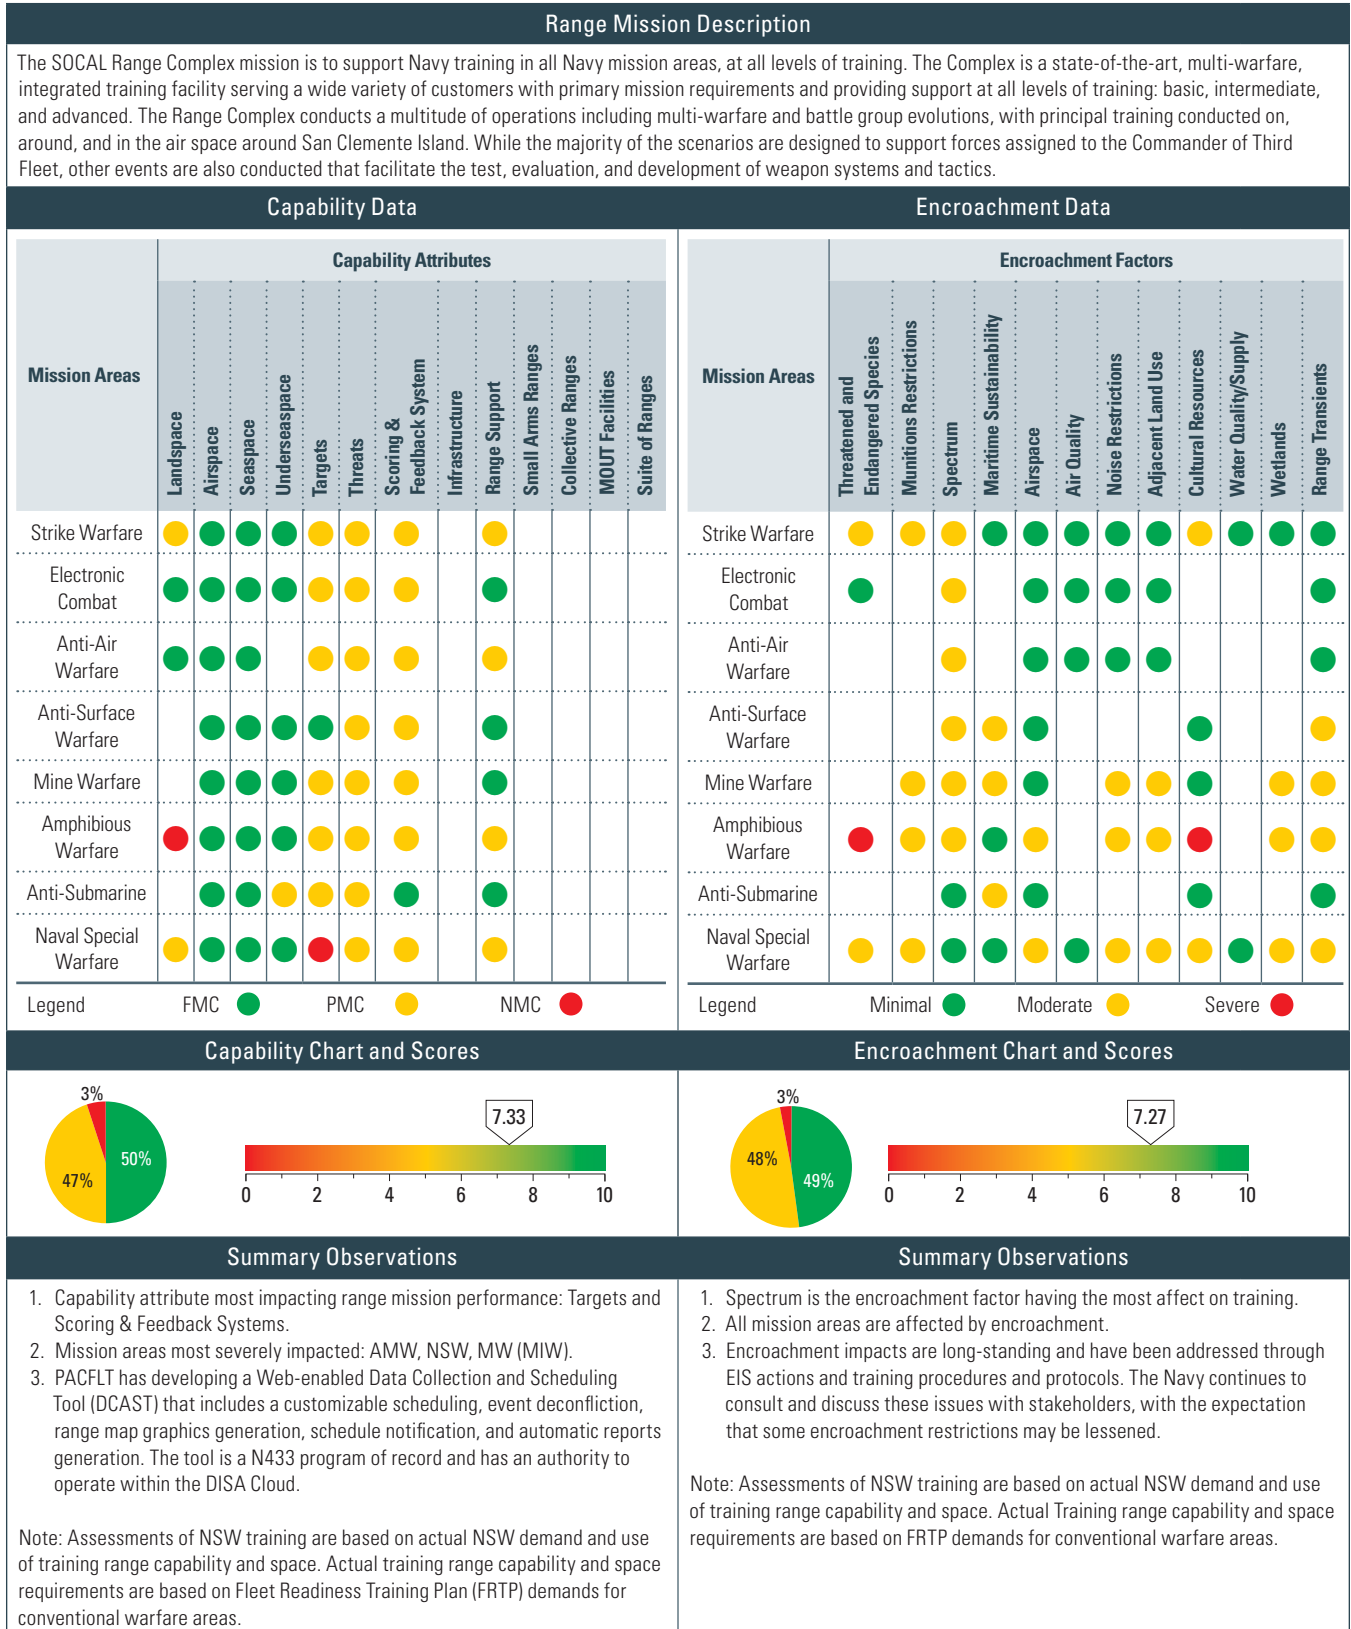 Range Mission Description
The SOCAL Range Complex mission is to support Navy training in all Navy mission areas, at all levels of training. The Complex is a state-of-the-art, multi-warfare,
integrated training facility serving a wide variety of customers with primary mission requirements and providing support at all levels of training: basic, intermediate,
and advanced. The Range Complex conducts a multitude of operations including multi-warfare and battle group evolutions, with principal training conducted on,
around, and in the air space around San Clemente Island. While the majority of the scenarios are designed to support forces assigned to the Commander of Third
Fleet, other events are also conducted that facilitate the test, evaluation, and development of weapon systems and tactics.
Capability Data
Mission Areas
Capability Attributes
Landspace
Airspace
Seaspace
Underseaspace
Targets
Threats
Scoring &
Feedback System
Infrastructure
Range Support
Small Arms Ranges
Collective Ranges
MOUT Facilities
Suite of Ranges
Strike Warfare
Electronic
Combat
Anti-Air
Warfare
Anti-Surface
Warfare
Mine Warfare
Amphibious
Warfare
Anti-Submarine
Naval Special
Warfare
Legend FMC PMC NMC
Encroachment Data
Mission Areas
Encroachment Factors
Threatened and
Endangered Species
Munitions Restrictions
Spectrum
Maritime Sustainability
Airspace
Air Quality
Noise Restrictions
Adjacent Land Use
Cultural Resources
Water Quality/Supply
Wetlands
Range Transients
Strike Warfare
Electronic
Combat
Anti-Air
Warfare
Anti-Surface
Warfare
Mine Warfare
Amphibious
Warfare
Anti-Submarine
Naval Special
Warfare
Legend Minimal Moderate Severe
Capability Chart and Scores
3%
50%
47%
7.33
0 2 4 6 8 10
Encroachment Chart and Scores
3%
48%
49%
7.27
0 2 4 6 8 10
Summary Observations
1. Capability attribute most impacting range mission performance: Targets and
Scoring & Feedback Systems.
2. Mission areas most severely impacted: AMW, NSW, MW (MIW).
3. PACFLT has developing a Web-enabled Data Collection and Scheduling
Tool (DCAST) that includes a customizable scheduling, event deconfliction,
range map graphics generation, schedule notification, and automatic reports
generation. The tool is a N433 program of record and has an authority to
operate within the DISA Cloud.
Note: Assessments of NSW training are based on actual NSW demand and use
of training range capability and space. Actual training range capability and space
requirements are based on Fleet Readiness Training Plan (FRTP) demands for
conventional warfare areas.
Summary Observations
1. Spectrum is the encroachment factor having the most affect on training.
2. All mission areas are affected by encroachment.
3. Encroachment impacts are long-standing and have been addressed through
EIS actions and training procedures and protocols. The Navy continues to
consult and discuss these issues with stakeholders, with the expectation
that some encroachment restrictions may be lessened.
Note: Assessments of NSW training are based on actual NSW demand and use
of training range capability and space. Actual Training range capability and space
requirements are based on FRTP demands for conventional warfare areas.